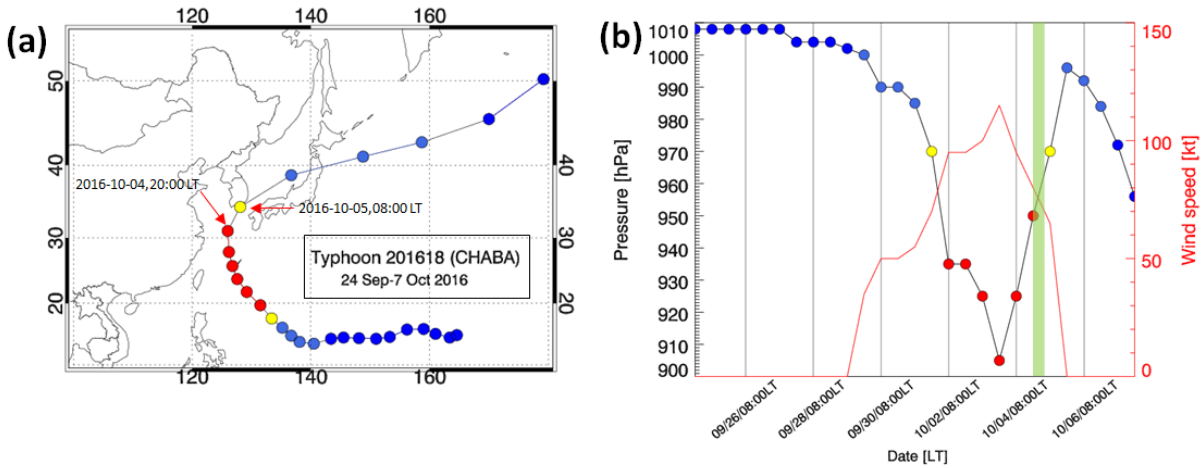 (a)
120 140 160
50
40
30
20
50
40
30
20
2016-10-04,20:00 LT
2016-10-05,08:00 LT
Typhoon 201618 (CHABA)
24 Sep-7 Oct 2016
120 140 160
(b)
Pressure [hPa]
1010
1000
990
980
970
960
950
940
930
920
910
900
150
100
50
0
Wind speed [kt]
09/26/08:00LT
09/28/08:00LT
09/30/08:00LT
10/02/08:00LT
10/04/08:00LT
10/06/08:00LT
Date [LT]